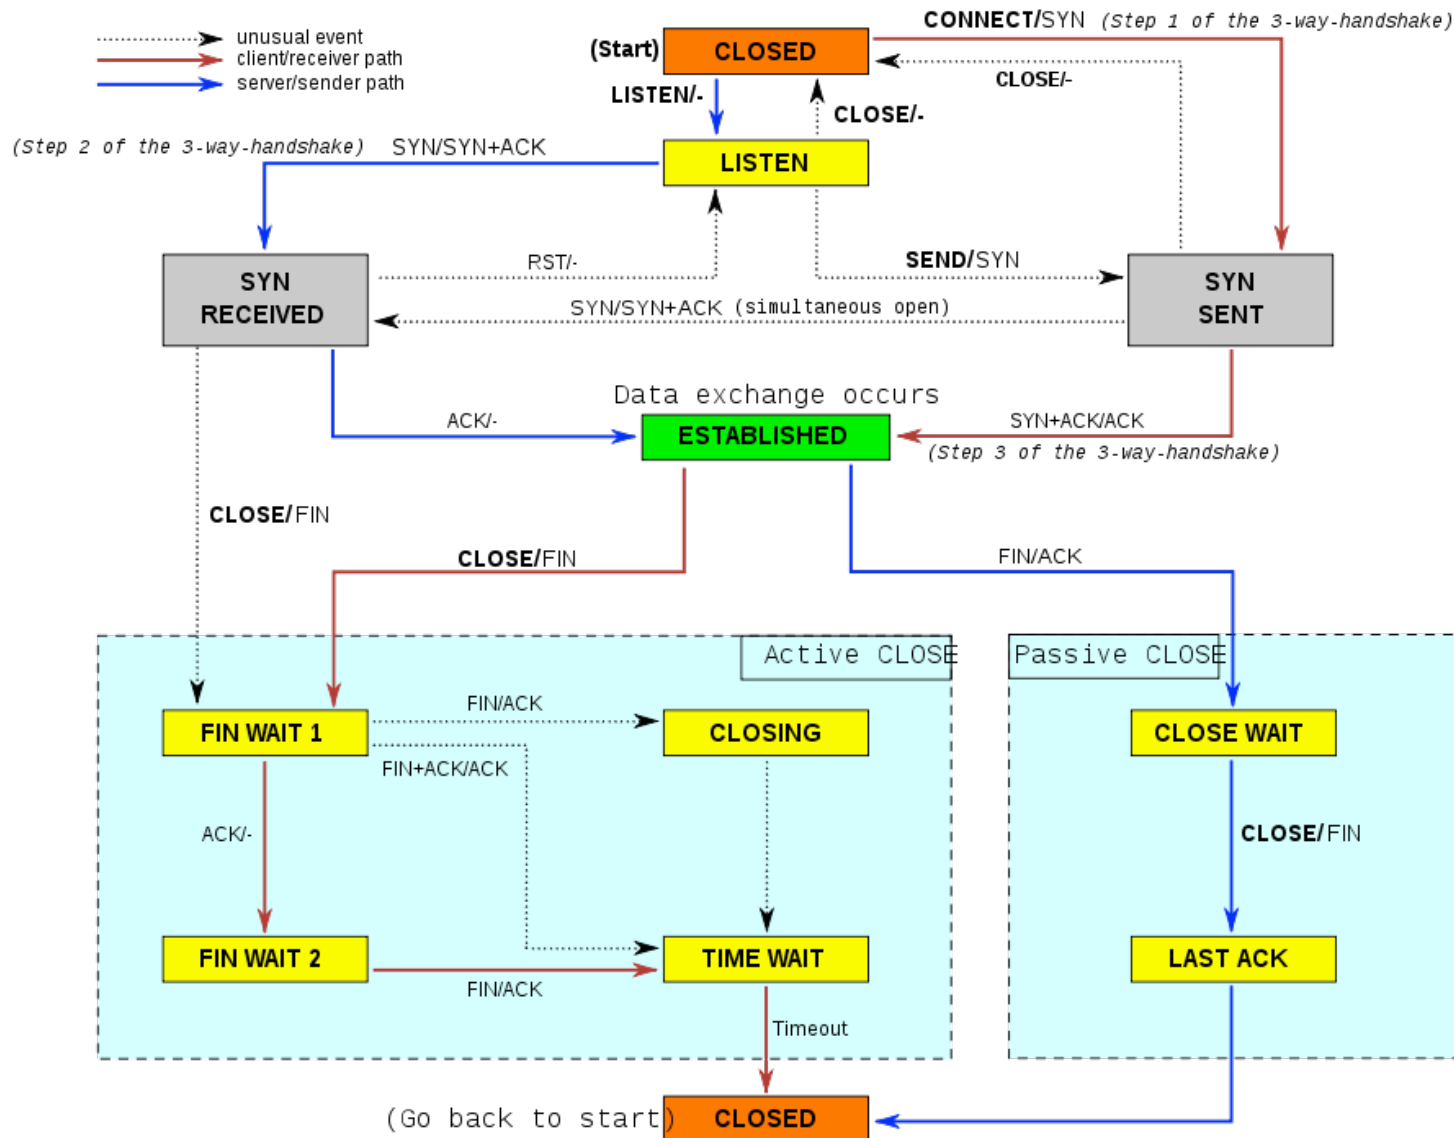 unusual event
client/receiver path
server/sender path
CONNECT/SYN (Step 1 of the 3-way-handshake)
(Start)
CLOSED
CLOSE/-
LISTEN/-
CLOSE/-
(Step 2 of the 3-way-handshake)
SYN/SYN+ACK
LISTEN
RST/-
SEND/SYN
SYN
RECEIVED
SYN
SENT
SYN/SYN+ACK (simultaneous open)
Data exchange occurs
ACK/-
ESTABLISHED
SYN+ACK/ACK
(Step 3 of the 3-way-handshake)
CLOSE/FIN
CLOSE/FIN
FIN/ACK
Active CLOSE
Passive CLOSE
FIN WAIT 1
FIN/ACK
CLOSING
CLOSE WAIT
FIN+ACK/ACK
ACK/-
CLOSE/FIN
FIN WAIT 2
FIN/ACK
TIME WAIT
LAST ACK
Timeout
(Go back to start)
CLOSED